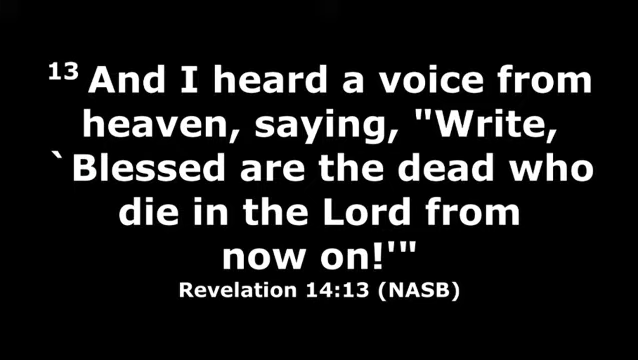 13 And I heard a voice from
heaven, saying, "Write,
`Blessed are the dead who
die in the Lord from
now on!'"
Revelation 14:13 (NASB)